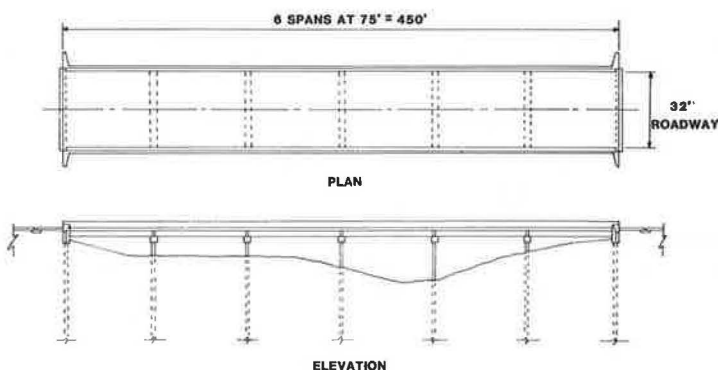 6 SPANS AT 75' = 450'
32"
ROADWAY
PLAN
ELEVATION